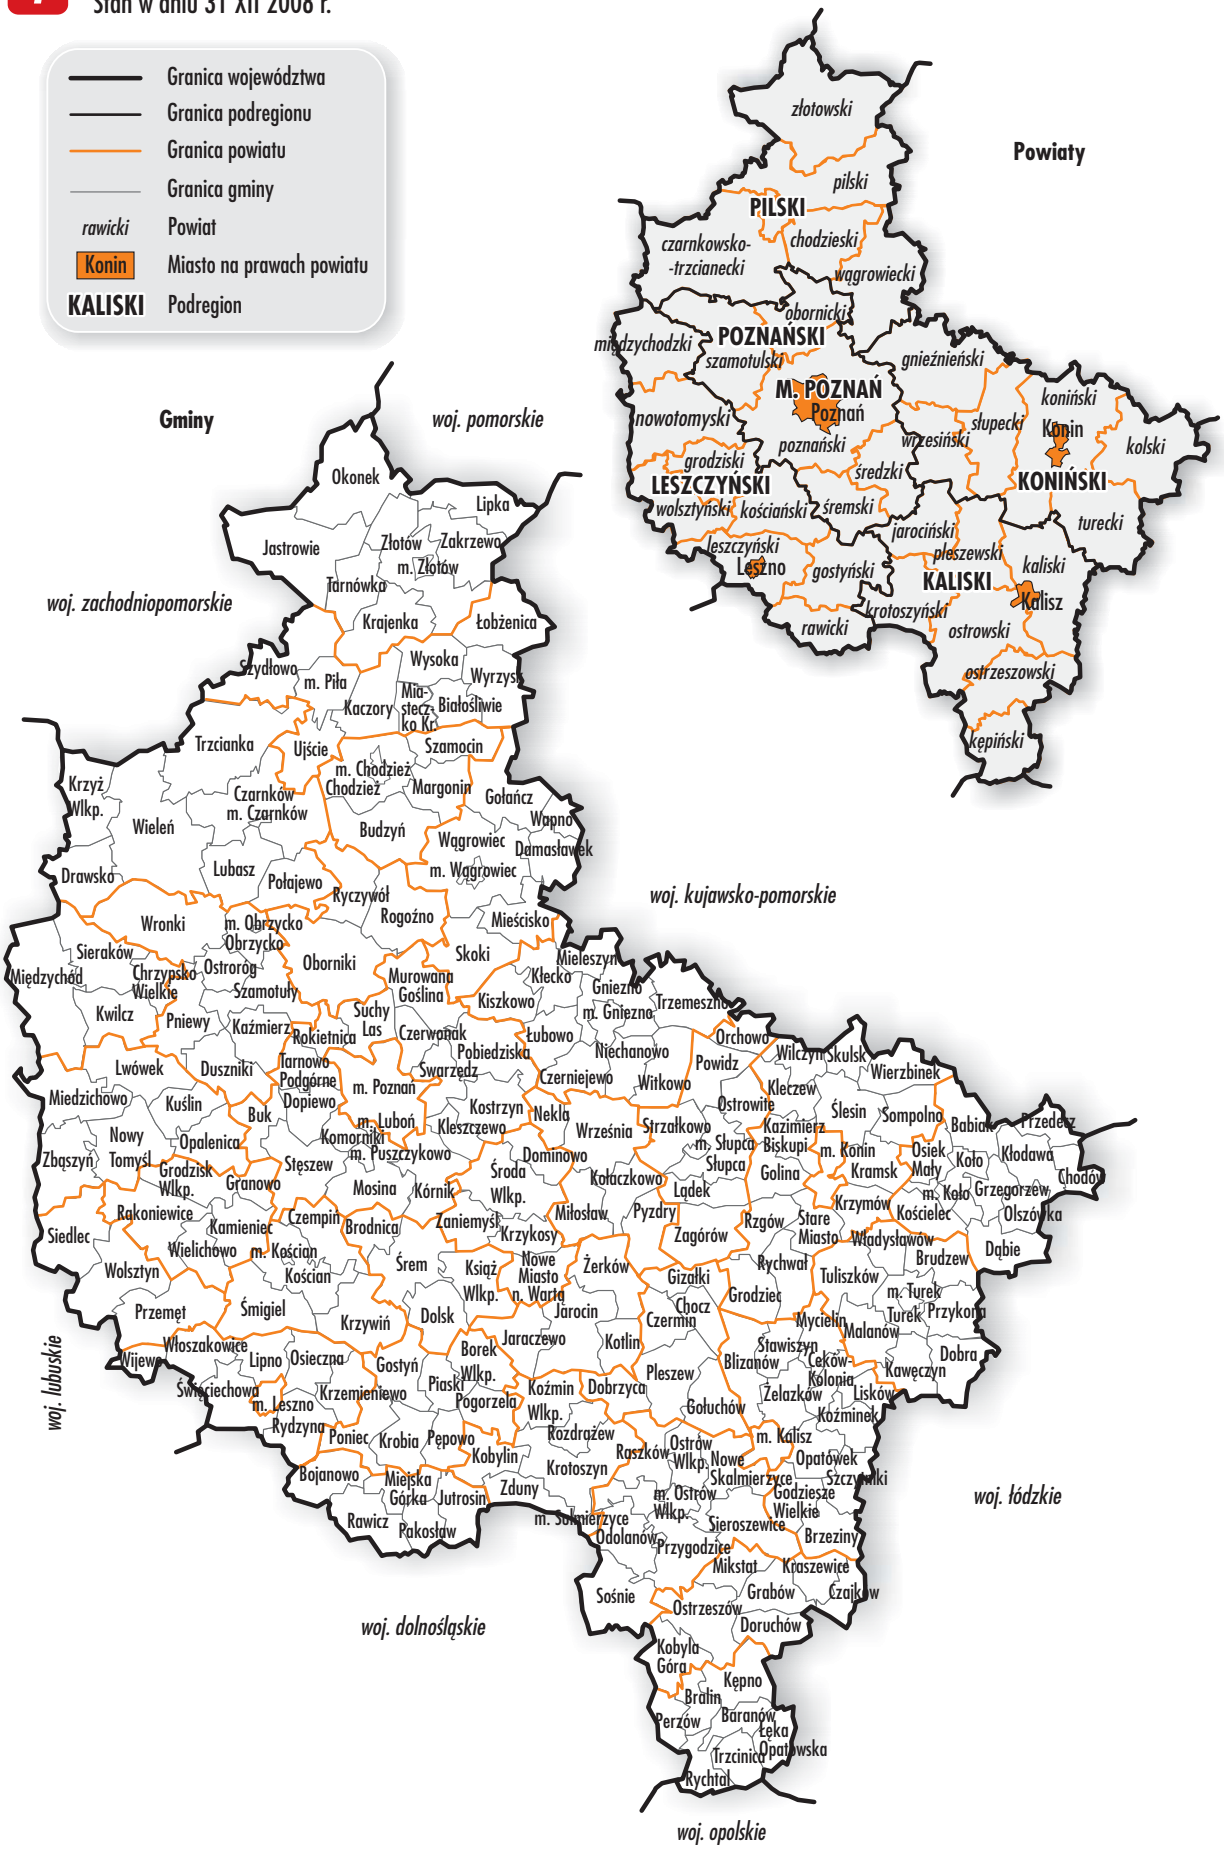 Stan w dniu 31 XII 2008 r.
Granica województwa
Granica podregionu
Granica powiatu
Granica gminy
rawicki Powiat
Konin Miasto na prawach powiatu
KALISKI Podregion
Powiaty
złotowski
pilski
PILSKI
czarnkowsko-
-trzcianecki
chodzieski
wągrowiecki
obornicki
POZNAŃSKI
międzychodzki
szamotulski
gnieźnieński
M. POZNAŃ
Poznań
nowotomyski
poznański
wrzesiński
słupecki
koniński
Konin
kolski
grodziski
LESZCZYŃSKI
średzki
KONIŃSKI
wolsztyński
kościański
śremski
jarociński
turecki
leszczyński
Leszno
gostyński
pleszewski
KALISKI
kaliski
Kalisz
rawicki
krotoszyński
ostrowski
ostrzeszowski
kępiński
Gminy
woj. pomorskie
woj. zachodniopomorskie
woj. kujawsko-pomorskie
woj. lubuskie
woj. łódzkie
woj. dolnośląskie
woj. opolskie
Okonek
Lipka
Jastrowie
Złotów
Zakrzewo
m. Złotów
Tarnówka
Krajenka
Łobżenica
Szydłowo
m. Piła
Wysoka
Wyrzysk
Kaczory
Mia-
stecz-
ko Kr.
Białośliwie
Trzcianka
Ujście
Szamocin
m. Chodzież
Chodzież
Margonin
Krzyż
Wlkp.
Czarnków
m. Czarnków
Gołańcz
Wapno
Wieleń
Budzyń
Wągrowiec
Damasławek
Drawsko
Lubasz
Połajewo
m. Wągrowiec
Ryczywół
Rogoźno
Mieścisko
Wronki
m. Obrzycko
Obrzycko
Skoki
Sieraków
Międzychód
Chrzypsko
Wielkie
Ostroróg
Szamotuły
Oborniki
Murowana
Goślina
Mieleszyn
Kłecko
Gniezno
m. Gniezno
Trzemeszno
Kwilcz
Pniewy
Kaźmierz
Rokietnica
Suchy
Las
Czerwonak
Kiszkowo
Łubowo
Pobiedziska
Niechanowo
Orchowo
Powidz
Wilczyn
Skulsk
Wierzbinek
Lwówek
Duszniki
Tarnowo
Podgórne
Swarzędz
Czerniejewo
Witkowo
Kleczew
Miedzichowo
Kuślin
Buk
Dopiewo
m. Poznań
Kostrzyn
Nekla
Ostrowite
Ślesin
Sompolno
Babiak
Przedecz
Nowy
Tomyśl
Opalenica
m. Luboń
Komorniki
m. Puszczykowo
Kleszczewo
Września
Strzałkowo
Kazimierz
Biskupi
m. Słupca
Słupca
Zbąszyń
Grodzisk
Wlkp.
Granowo
Stęszew
Mosina
Kórnik
Środa
Wlkp.
Dominowo
Kołaczkowo
Lądek
Golina
m. Konin
Kramsk
Osiek
Mały
Koło
m. Koło
Kłodawa
Chodów
Grzegorzew
Olszówka
Siedlec
Rakoniewice
Kamieniec
Czempiń
Brodnica
Zaniemyśl
Krzykosy
Miłosław
Pyzdry
Zagórów
Rzgów
Stare
Miasto
Krzymów
Kościelec
Władysławów
Brudzew
Dąbie
Wolsztyn
Wielichowo
m. Kościan
Kościan
Śrem
Książ
Wlkp.
Nowe
Miasto
n. Wartą
Żerków
Gizałki
Grodziec
Rychwał
Tuliszków
m. Turek
Turek
Przykona
Przemęt
Śmigiel
Krzywiń
Dolsk
Jarocin
Chocz
Czermin
Mycielin
Malanów
Dobra
Kawęczyn
Wijewo
Włoszakowice
Lipno
Osieczna
Gostyń
Borek
Wlkp.
Jaraczewo
Kotlin
Pleszew
Blizanów
Stawiszyn
Ceków-
Kolonia
Lisków
Święciechowa
m. Leszno
Rydzyna
Krzemieniewo
Piaski
Pogorzela
Koźmin
Wlkp.
Dobrzyca
Gołuchów
Żelazków
Koźminek
Poniec
Krobia
Pępowo
Kobylin
Rozdrażew
Krotoszyn
Raszków
Ostrów
Wlkp.
Nowe
Skalmierzyce
m. Kalisz
Opatówek
Szczytniki
Bojanowo
Miejska
Górka
Jutrosin
Zduny
m. Sulmierzyce
m. Ostrów
Wlkp.
Godziesze
Wielkie
Rawicz
Pakosław
Odolanów
Przygodzice
Sieroszewice
Brzeziny
Sośnie
Mikstat
Kraszewice
Grabów
Czajków
Ostrzeszów
Doruchów
Kobyla
Góra
Kępno
Bralin
Perzów
Baranów
Łęka
Opatowska
Trzcinica
Rychtal